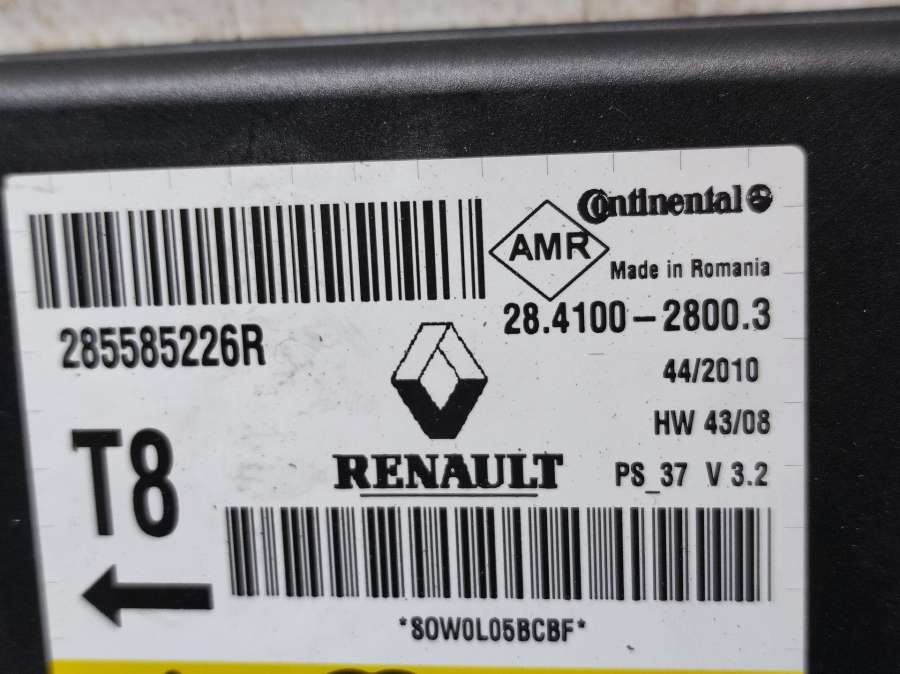 Continental
AMR
Made in Romania
285585226R
28.4100-2800.3
44/2010
HW 43/08
T8
RENAULT
PS_37 V 3.2
*80W0L05BCBF*